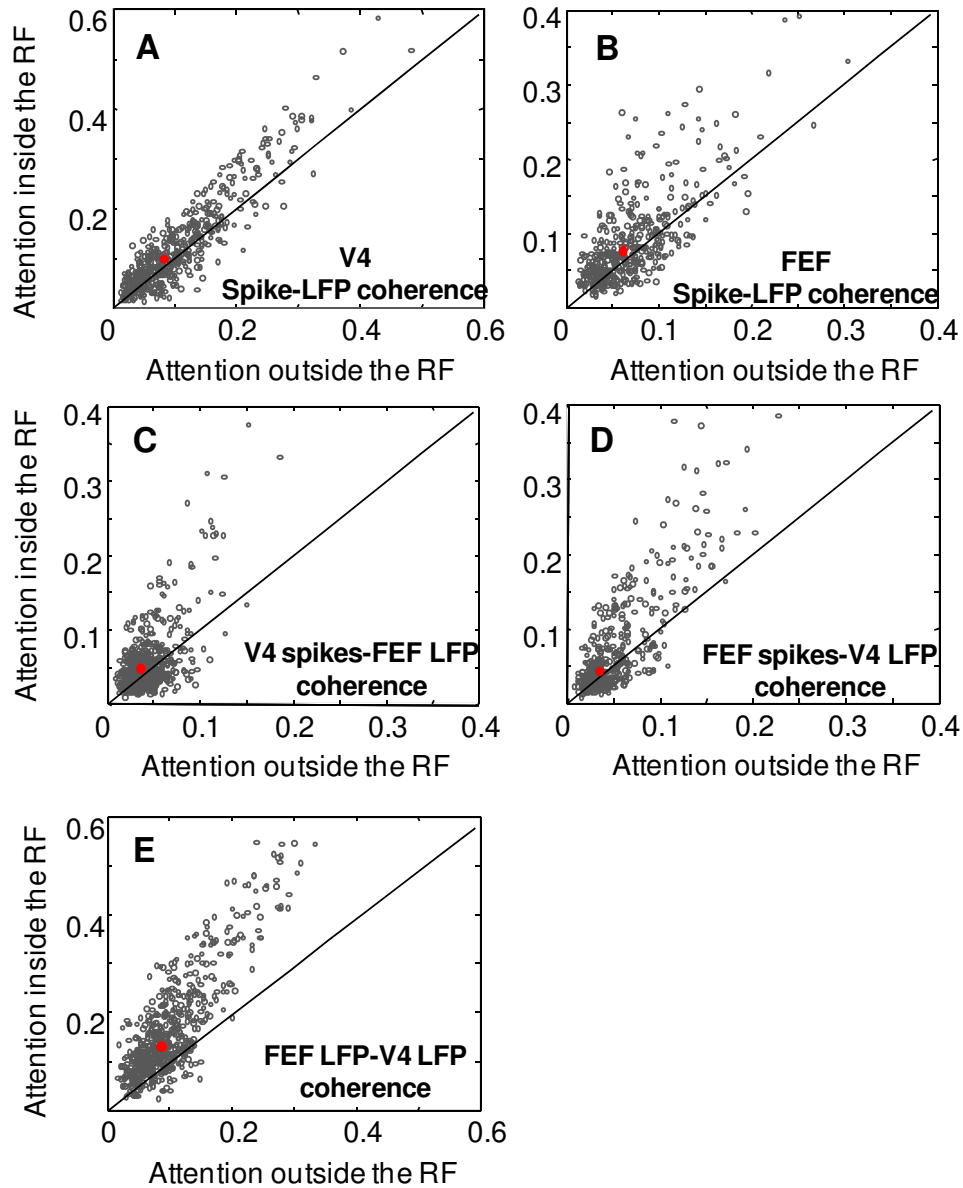 A
0.6
0.4
0.2
Attention inside the RF
V4
Spike-LFP coherence
0 0.2 0.4 0.6
Attention outside the RF
B
0.4
0.3
0.2
0.1
FEF
Spike-LFP coherence
0 0.1 0.2 0.3 0.4
Attention outside the RF
C
0.4
0.3
0.2
0.1
Attention inside the RF
V4 spikes-FEF LFP
coherence
0 0.1 0.2 0.3 0.4
Attention outside the RF
D
0.4
0.3
0.2
0.1
FEF spikes-V4 LFP
coherence
0 0.1 0.2 0.3 0.4
Attention outside the RF
E
0.6
0.4
0.2
Attention inside the RF
FEF LFP-V4 LFP
coherence
0 0.2 0.4 0.6
Attention outside the RF